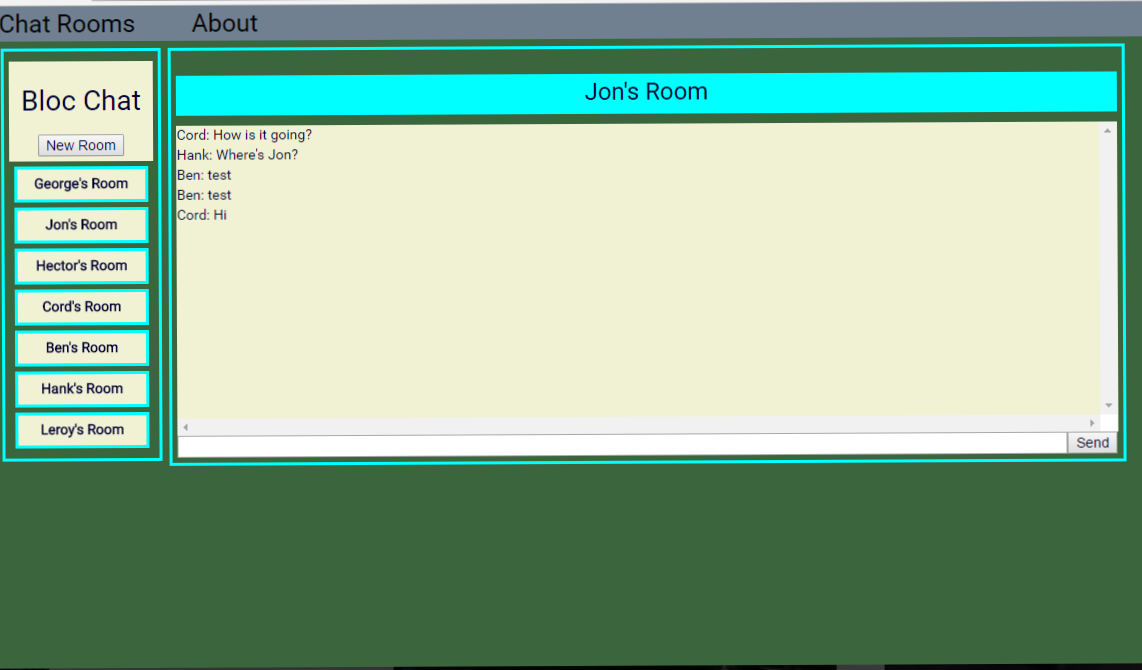 Chat Rooms About
Bloc Chat
New Room
George's Room
Jon's Room
Hector's Room
Cord's Room
Ben's Room
Hank's Room
Leroy's Room
Jon's Room
Cord: How is it going?
Hank: Where's Jon?
Ben: test
Ben: test
Cord: Hi
Send